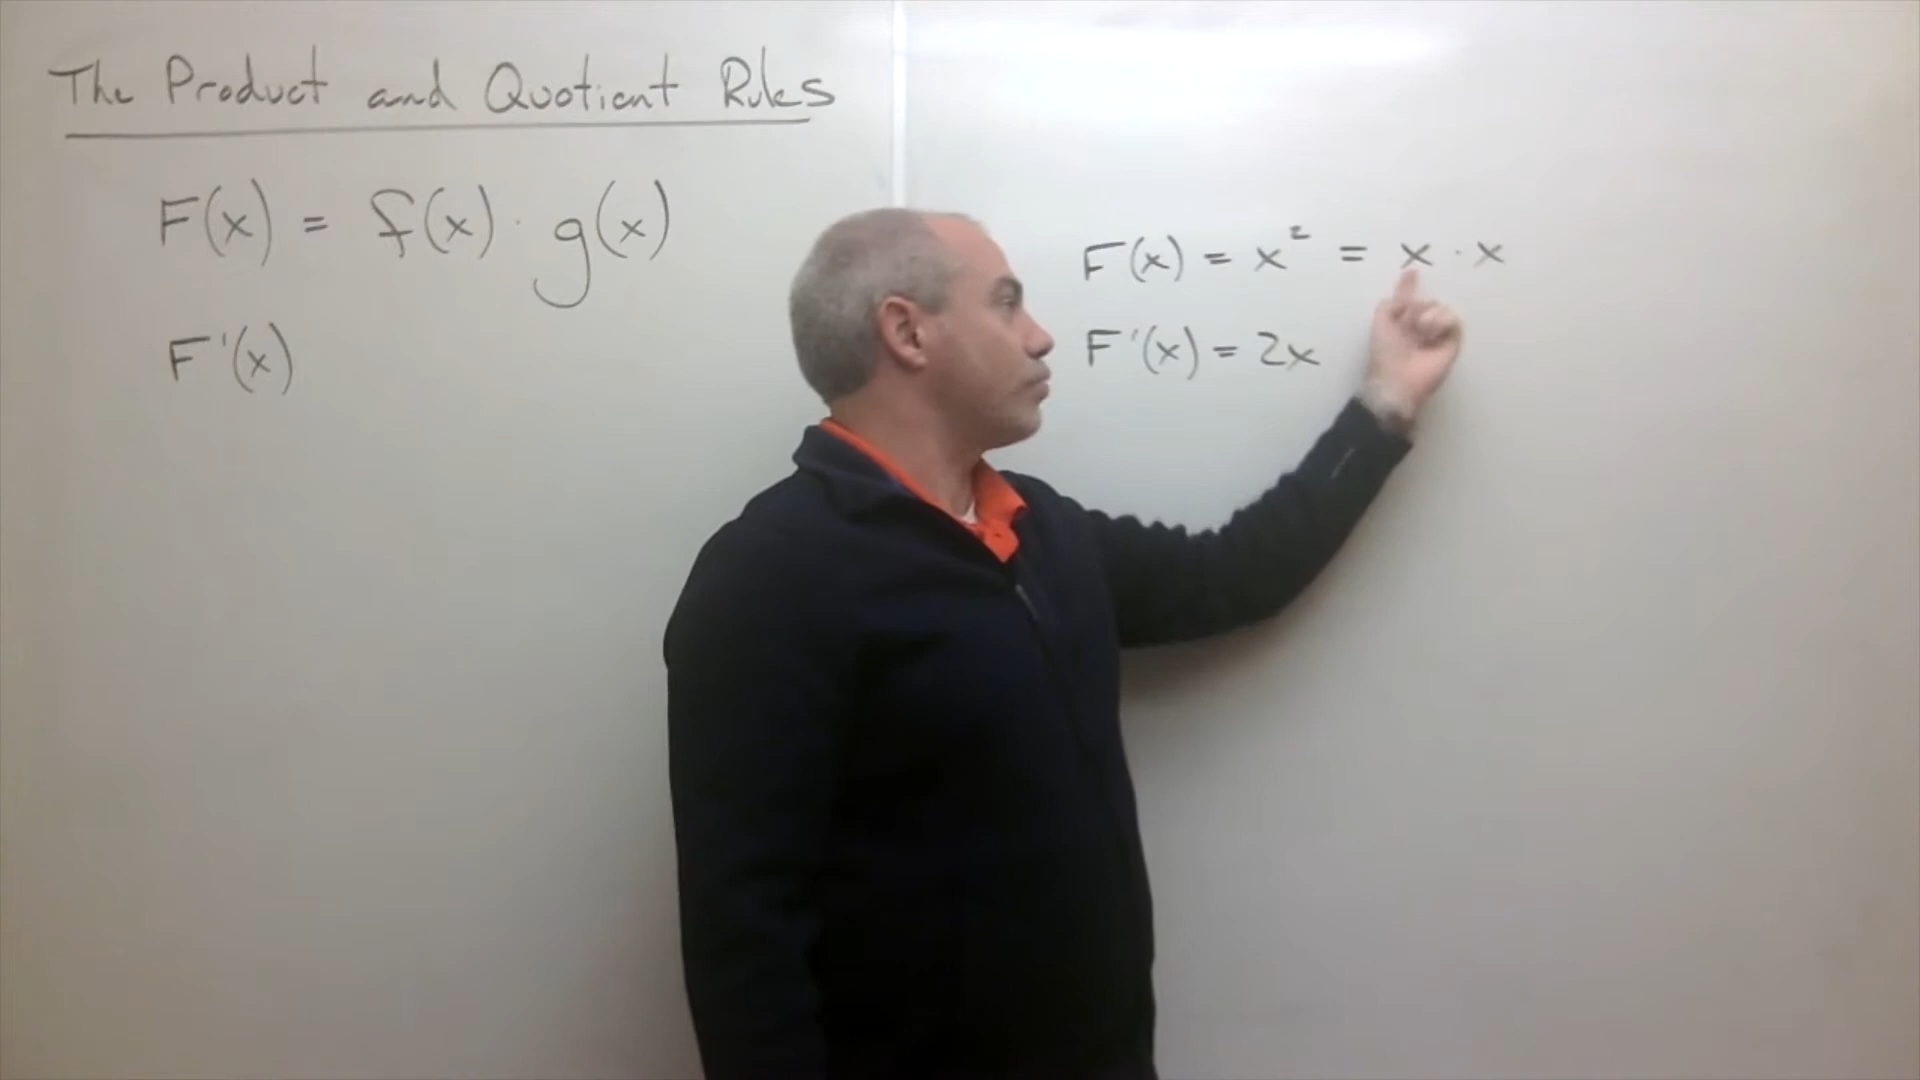 The Product and Quotient Rules
F(x) = f(x) · g(x)
F'(x)
F(x) = x² = x · x
F'(x) = 2x